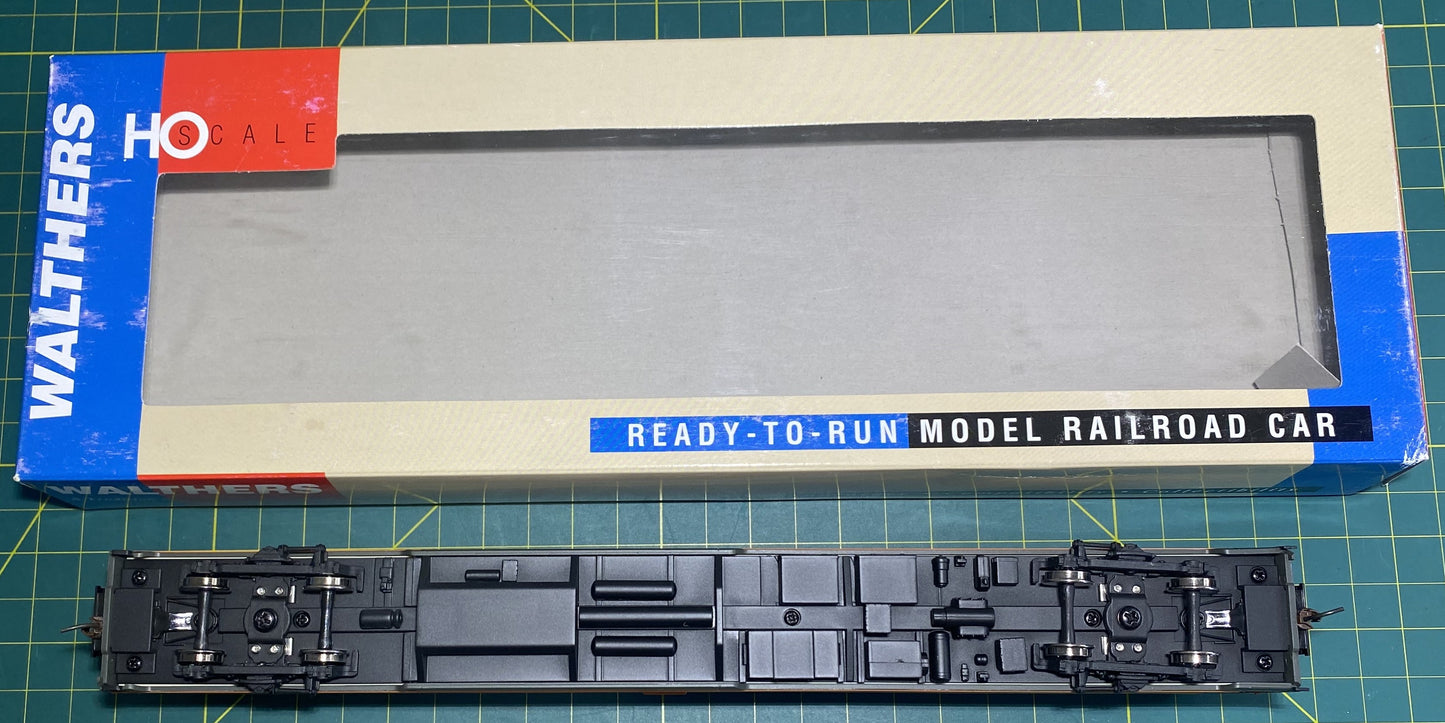 WALTHERS
HO SCALE
READY-TO-RUN MODEL RAILROAD CAR
WALTHERS